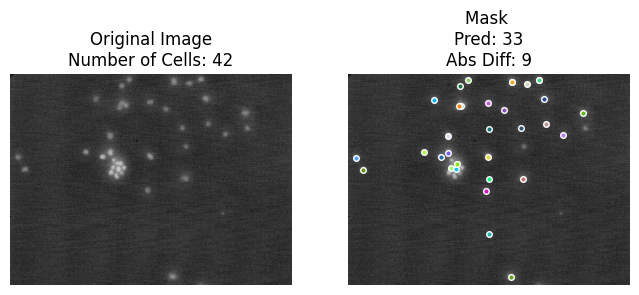 Original Image
Number of Cells: 42
Mask
Pred: 33
Abs Diff: 9